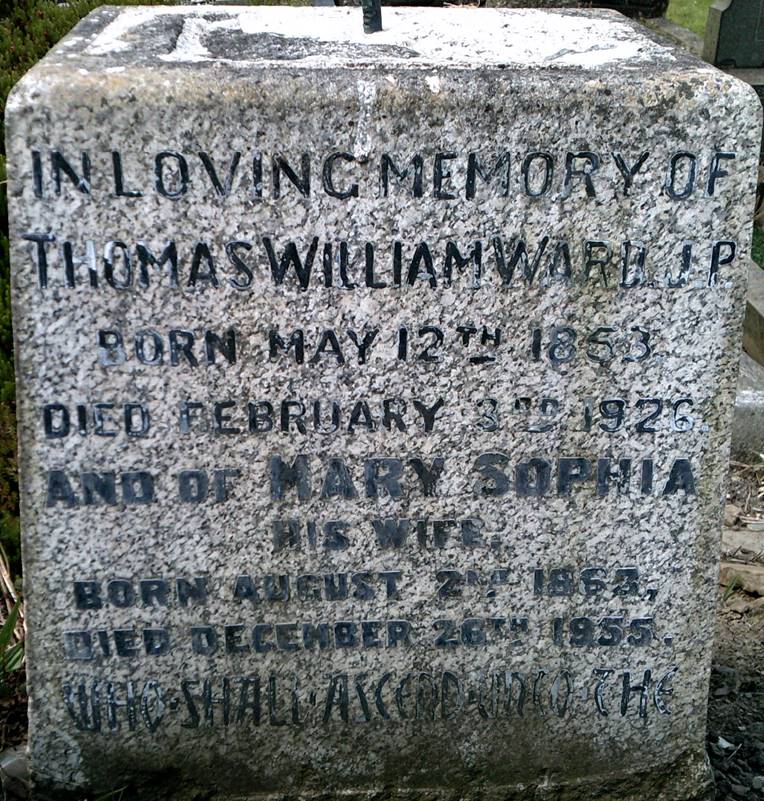 IN LOVING MEMORY OF
THOMAS WILLIAM WARD. J.P.
BORN MAY 12TH 1853.
DIED FEBRUARY 3RD 1926.
AND OF MARY SOPHIA
HIS WIFE.
BORN AUGUST 2ND 1863,
DIED DECEMBER 26TH 1955.
WHO·SHALL·ASCEND·UNTO·THE